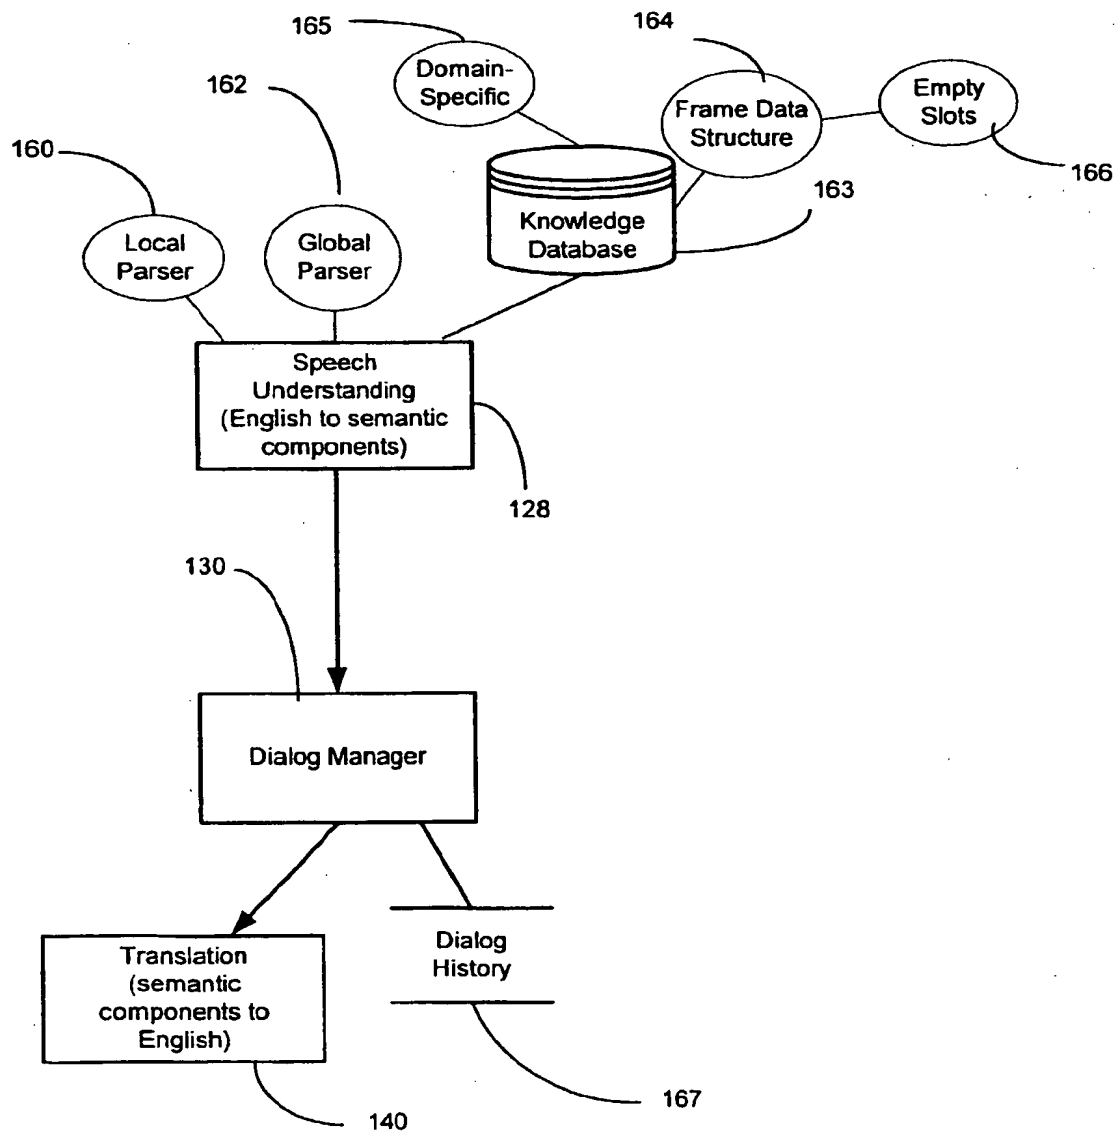 165
Domain-
Specific
164
Frame Data
Structure
Empty
Slots
166
162
160
Local
Parser
Global
Parser
Knowledge
Database
163
Speech
Understanding
(English to semantic
components)
128
130
Dialog Manager
Translation
(semantic
components to
English)
140
Dialog
History
167